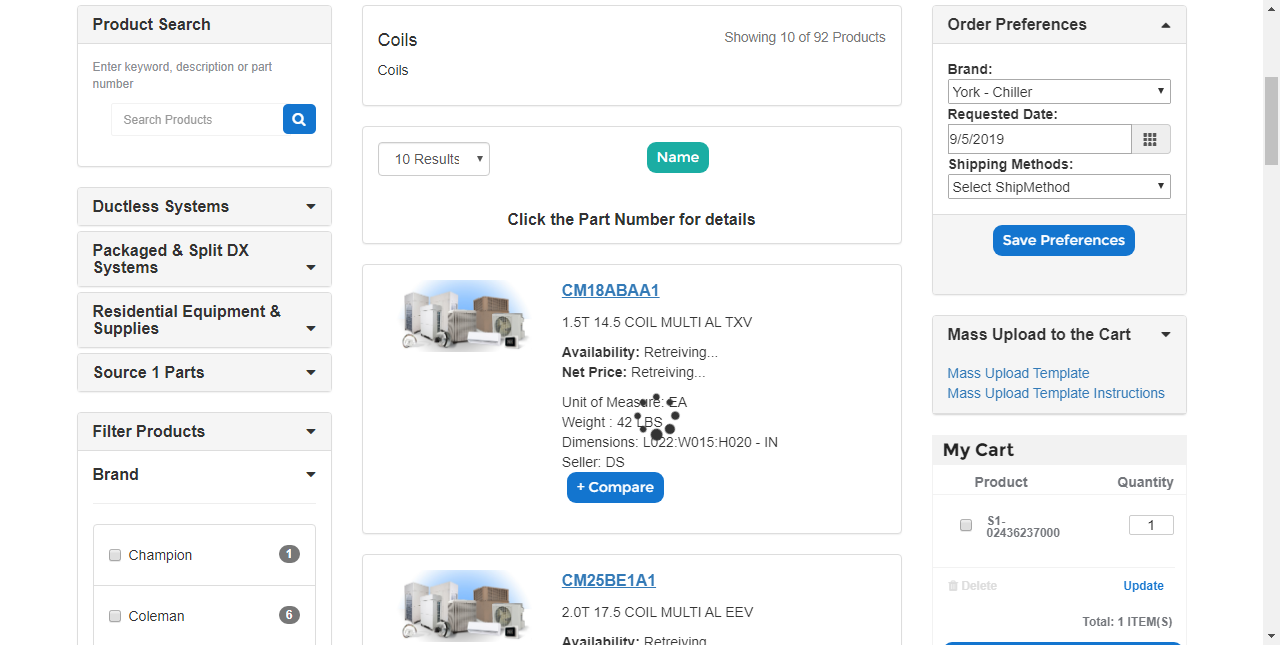 Product Search
Enter keyword, description or part
number
Search Products
Ductless Systems
Packaged & Split DX
Systems
Residential Equipment &
Supplies
Source 1 Parts
Filter Products
Brand
Champion
1
Coleman
6
Coils
Showing 10 of 92 Products
Coils
10 Results
Name
Click the Part Number for details
CM18ABAA1
1.5T 14.5 COIL MULTI AL TXV
Availability: Retreiving...
Net Price: Retreiving...
Unit of Measure: EA
Weight : 42 LBS
Dimensions: L022:W015:H020 - IN
Seller: DS
+ Compare
CM25BE1A1
2.0T 17.5 COIL MULTI AL EEV
Availability: Retreiving
Order Preferences
Brand:
York - Chiller
Requested Date:
9/5/2019
Shipping Methods:
Select ShipMethod
Save Preferences
Mass Upload to the Cart
Mass Upload Template
Mass Upload Template Instructions
My Cart
Product Quantity
S1-
02436237000
1
Delete
Update
Total: 1 ITEM(S)